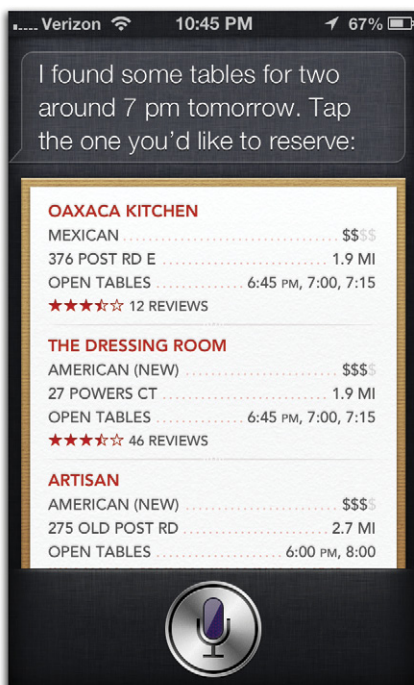 Verizon 10:45 PM 67%
I found some tables for two
around 7 pm tomorrow. Tap
the one you'd like to reserve:
OAXACA KITCHEN
MEXICAN $$$$
376 POST RD E 1.9 MI
OPEN TABLES 6:45 PM, 7:00, 7:15
12 REVIEWS
THE DRESSING ROOM
AMERICAN (NEW) $$$$
27 POWERS CT 1.9 MI
OPEN TABLES 6:45 PM, 7:00, 7:15
46 REVIEWS
ARTISAN
AMERICAN (NEW) $$$$
275 OLD POST RD 2.7 MI
OPEN TABLES 6:00 PM, 8:00